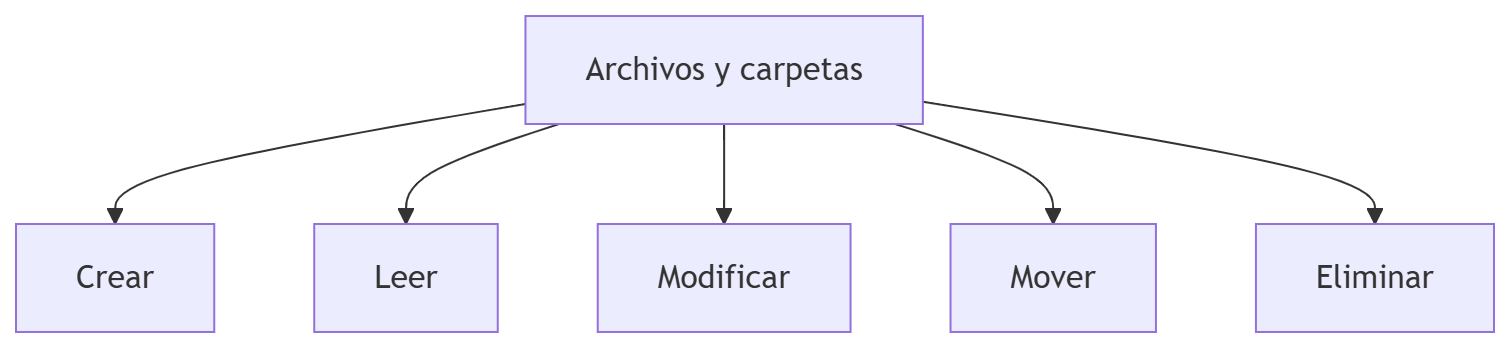 Archivos y carpetas
Crear
Leer
Modificar
Mover
Eliminar